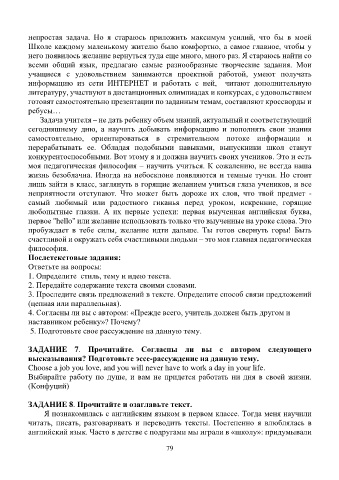 непростая задача. Но я стараюсь приложить максимум усилий, что бы в моей
Школе каждому маленькому жителю было комфортно, а самое главное, чтобы у
него появилось желание вернуться туда еще много, много раз. Я стараюсь найти со
всеми общий язык, предлагаю самые разнообразные творческие задания. Мои
учащиеся с удовольствием занимаются проектной работой, умеют получать
информацию из сети ИНТЕРНЕТ и работать с ней, читают дополнительную
литературу, участвуют в дистанционных олимпиадах и конкурсах, с удовольствием
готовят самостоятельно презентации по заданным темам, составляют кроссворды и
ребусы…
Задача учителя – не дать ребенку объем знаний, актуальный и соответствующий
сегодняшнему дню, а научить добывать информацию и пополнять свои знания
самостоятельно, ориентироваться в стремительном потоке информации и
перерабатывать ее. Обладая подобными навыками, выпускники школ станут
конкурентоспособными. Вот этому я и должна научить своих учеников. Это и есть
моя педагогическая философия – научить учиться. К сожалению, не всегда наша
жизнь безоблачна. Иногда на небосклоне появляются и темные тучки. Но стоит
лишь зайти в класс, заглянуть в горящие желанием учиться глаза учеников, и все
неприятности отступают. Что может быть дороже их слов, что твой предмет -
самый любимый или радостного гиканья перед уроком, искренние, горящие
любопытные глазки. А их первые успехи: первая выученная английская буква,
первое "hello" или желание использовать только что выученные на уроке слова. Это
пробуждает в тебе силы, желание идти дальше. Ты готов свернуть горы! Быть
счастливой и окружать себя счастливыми людьми – это моя главная педагогическая
философия.
Послетекстовые задания:
Ответьте на вопросы:
1. Определите стиль, тему и идею текста.
2. Передайте содержание текста своими словами.
3. Проследите связь предложений в тексте. Определите способ связи предложений
(цепная или параллельная).
4. Согласны ли вы с автором: «Прежде всего, учитель должен быть другом и
наставником ребенку»? Почему?
5. Подготовьте свое рассуждение на данную тему.
ЗАДАНИЕ 7. Прочитайте. Согласны ли вы с автором следующего
высказывания? Подготовьте эссе-рассуждение на данную тему.
Choose a job you love, and you will never have to work a day in your life.
Выбирайте работу по душе, и вам не придется работать ни дня в своей жизни.
(Конфуций)
ЗАДАНИЕ 8. Прочитайте и озаглавьте текст.
Я познакомилась с английским языком в первом классе. Тогда меня научили
читать, писать, разговаривать и переводить тексты. Постепенно я влюблялась в
английский язык. Часто в детстве с подругами мы играли в «школу»: придумывали
79